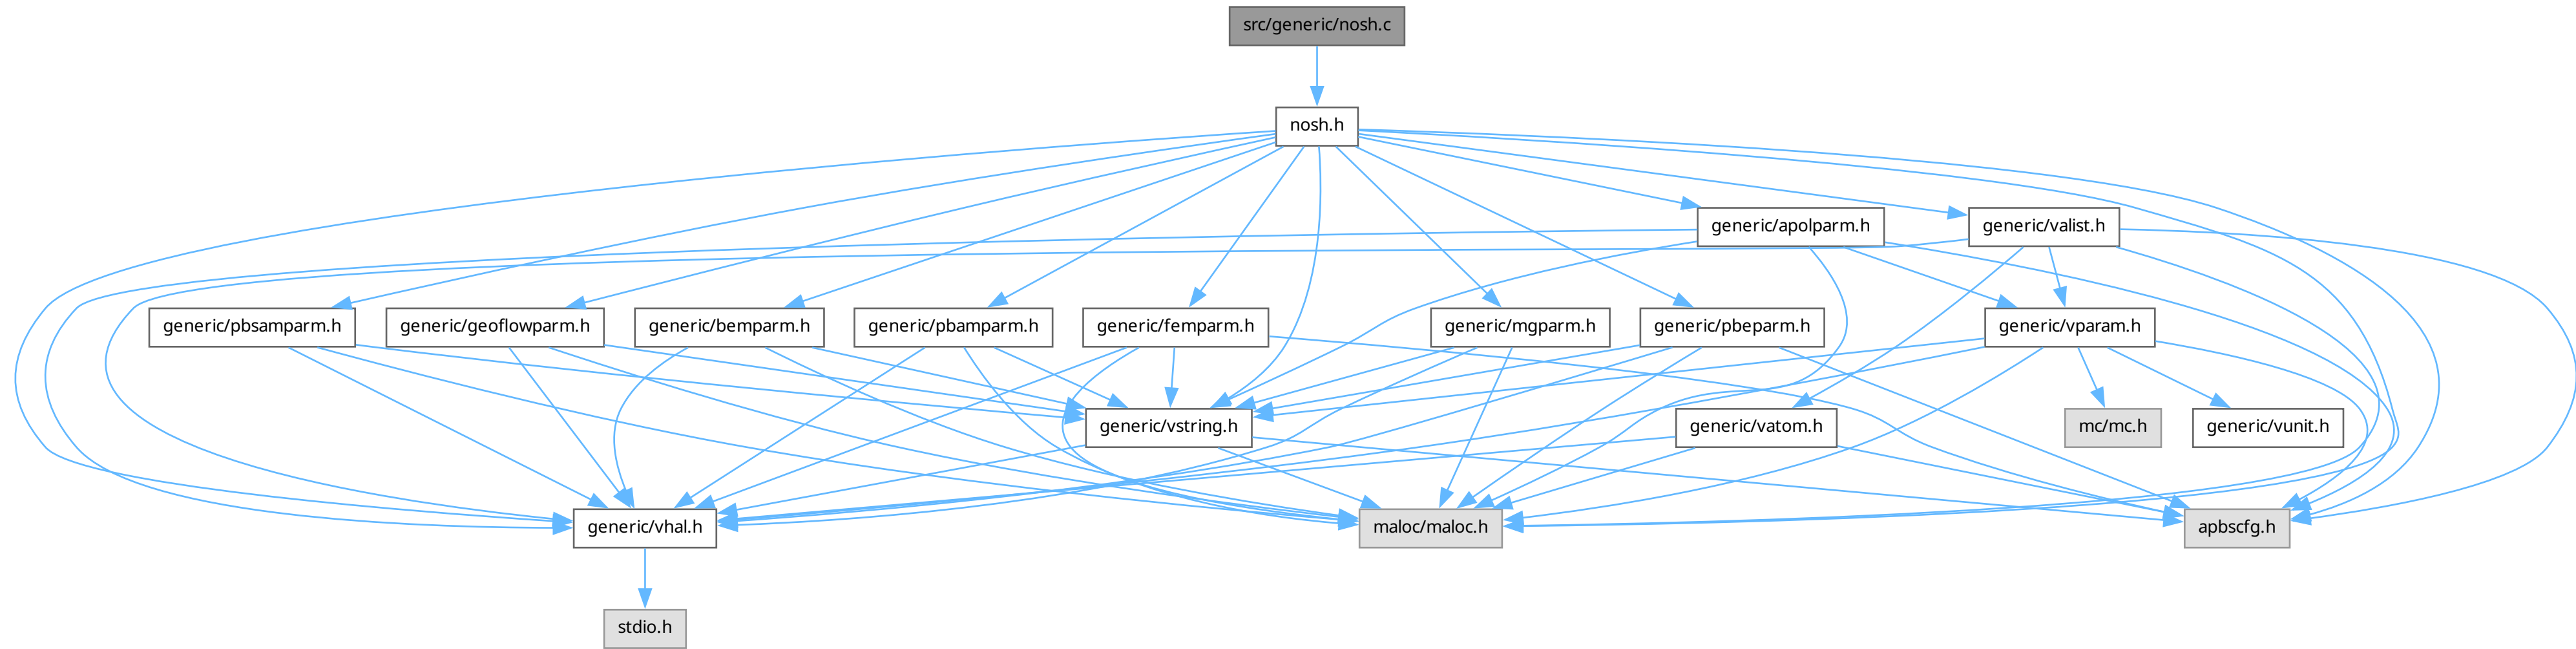 src/generic/nosh.c
nosh.h
generic/apolparm.h
generic/valist.h
generic/pbsamparm.h
generic/geoflowparm.h
generic/bemparm.h
generic/pbamparm.h
generic/femparm.h
generic/mgparm.h
generic/pbeparm.h
generic/vparam.h
generic/vstring.h
generic/vatom.h
mc/mc.h
generic/vunit.h
generic/vhal.h
maloc/maloc.h
apbscfg.h
stdio.h